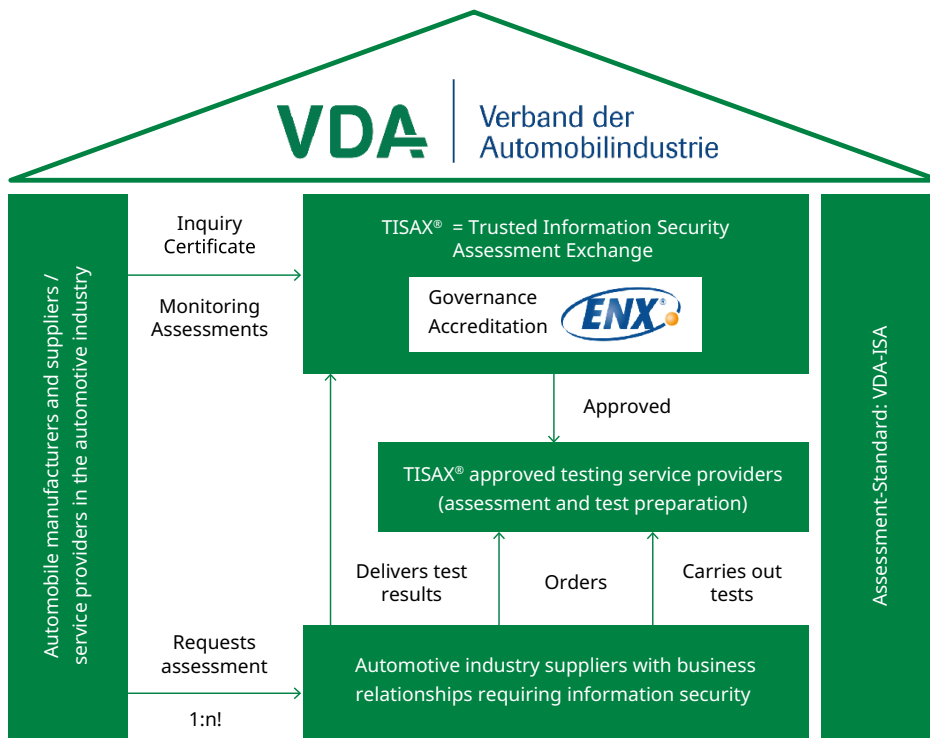 VDA
Verband der
Automobilindustrie
Automobile manufacturers and suppliers /
service providers in the automotive industry
Inquiry
Certificate
Monitoring
Assessments
TISAX® = Trusted Information Security
Assessment Exchange
Governance
Accreditation
ENX®
Approved
TISAX® approved testing service providers
(assessment and test preparation)
Delivers test
results
Orders
Carries out
tests
Requests
assessment
1:n!
Automotive industry suppliers with business
relationships requiring information security
Assessment-Standard: VDA-ISA